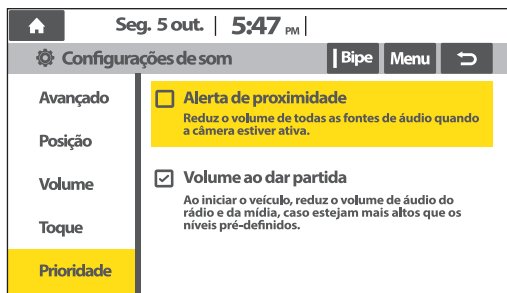 Seg. 5 out. | 5:47 PM |
Configurações de som
Bipe Menu
Avançado
Posição
Volume
Toque
Prioridade
Alerta de proximidade
Reduz o volume de todas as fontes de áudio quando
a câmera estiver ativa.
Volume ao dar partida
Ao iniciar o veículo, reduz o volume de áudio do
rádio e da mídia, caso estejam mais altos que os
níveis pré-definidos.